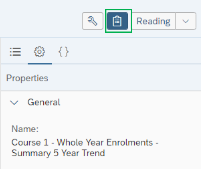 Reading
{}
Properties
General
Name:
Course 1 - Whole Year Enrolments -
Summary 5 Year Trend